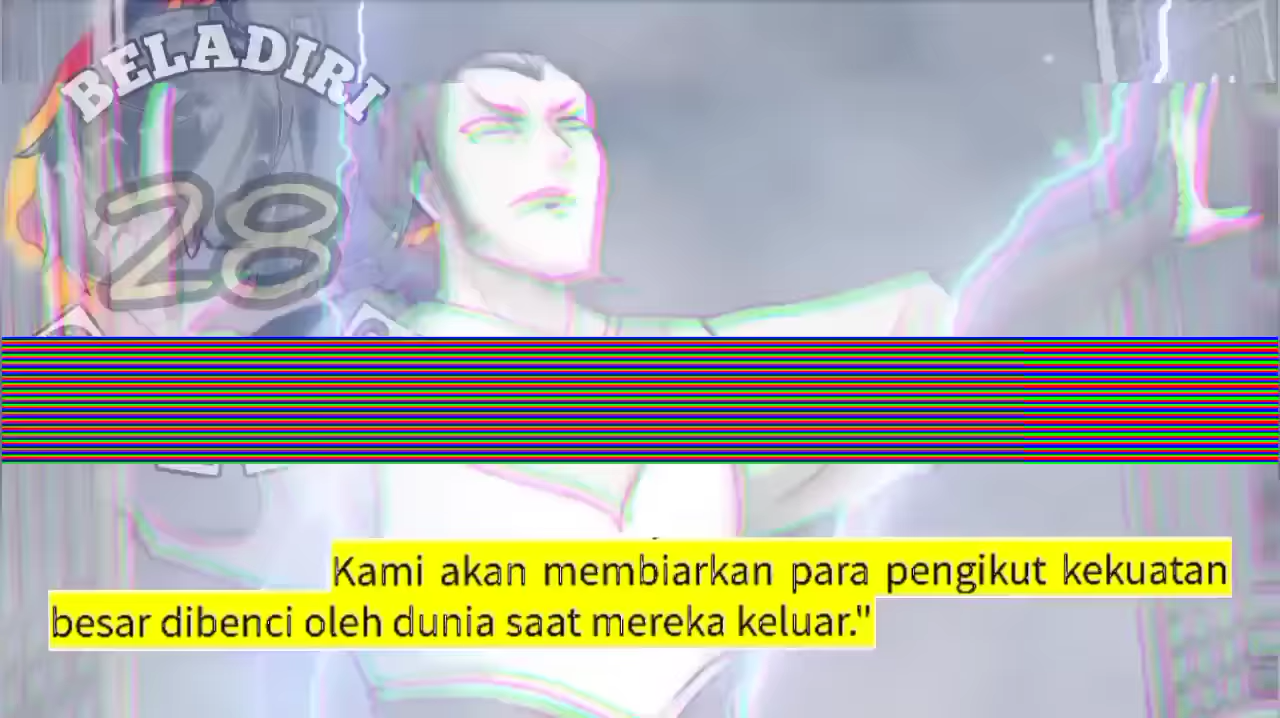 BELADIRI
28
Kami akan membiarkan para pengikut kekuatan
besar dibenci oleh dunia saat mereka keluar."